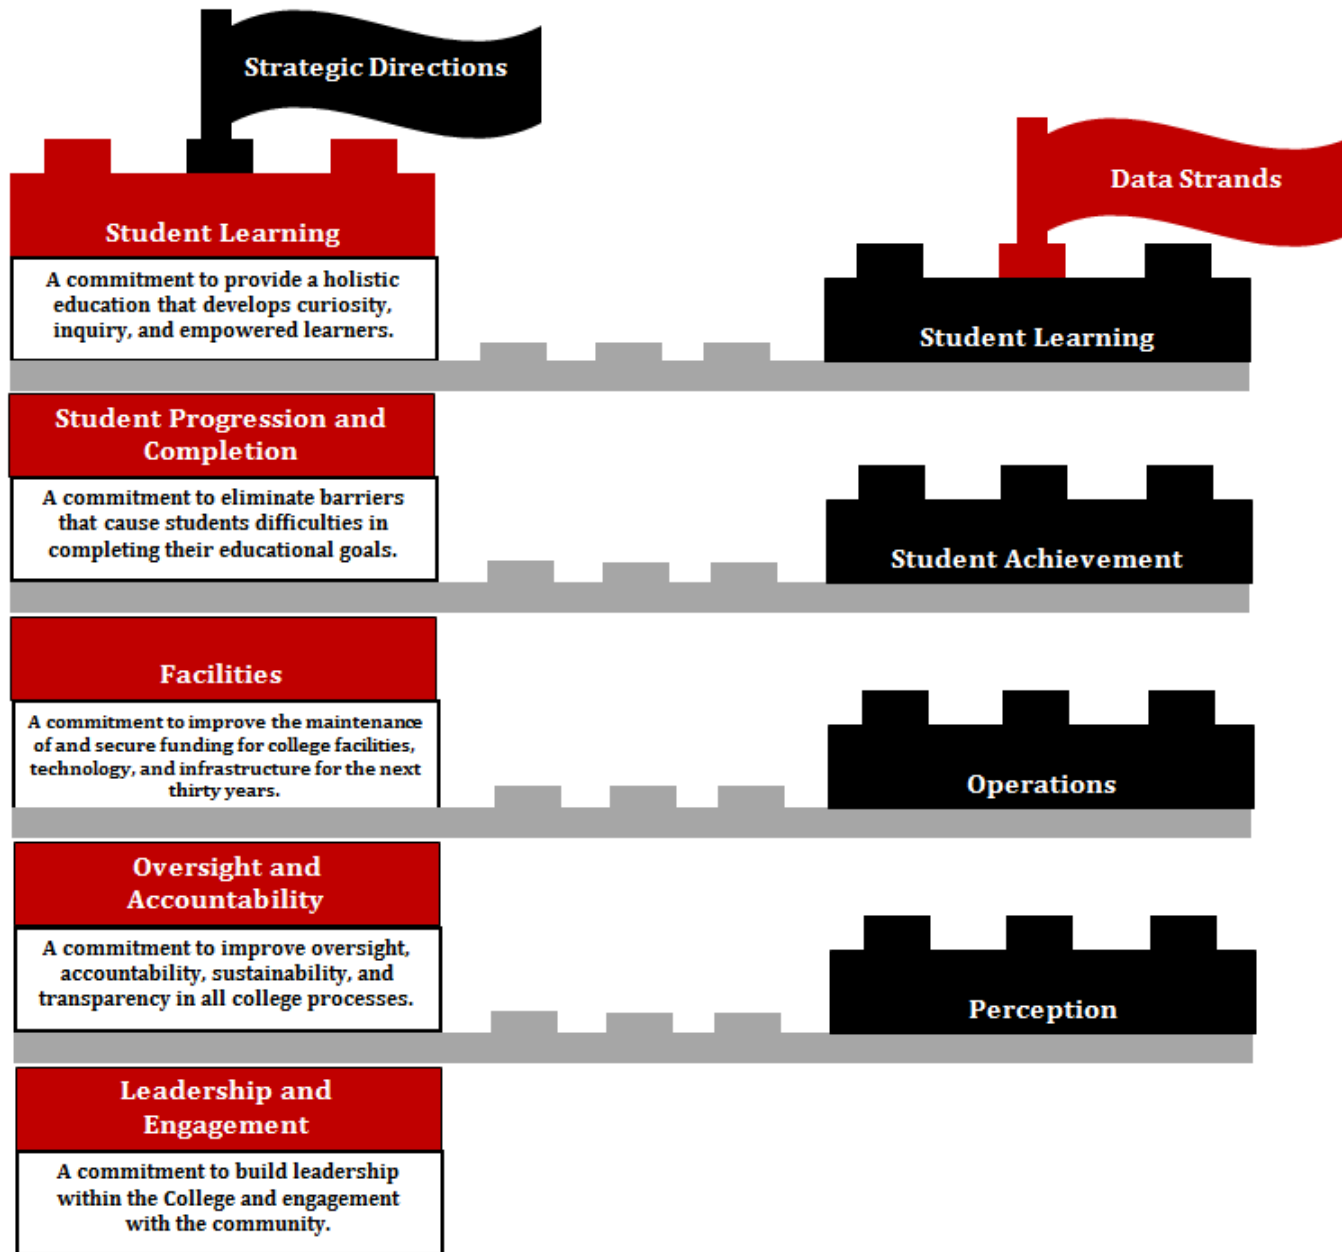 Strategic Directions
Data Strands
Student Learning
A commitment to provide a holistic
education that develops curiosity,
inquiry, and empowered learners.
Student Learning
Student Progression and
Completion
A commitment to eliminate barriers
that cause students difficulties in
completing their educational goals.
Student Achievement
Facilities
A commitment to improve the maintenance
of and secure funding for college facilities,
technology, and infrastructure for the next
thirty years.
Operations
Oversight and
Accountability
A commitment to improve oversight,
accountability, sustainability, and
transparency in all college processes.
Perception
Leadership and
Engagement
A commitment to build leadership
within the College and engagement
with the community.